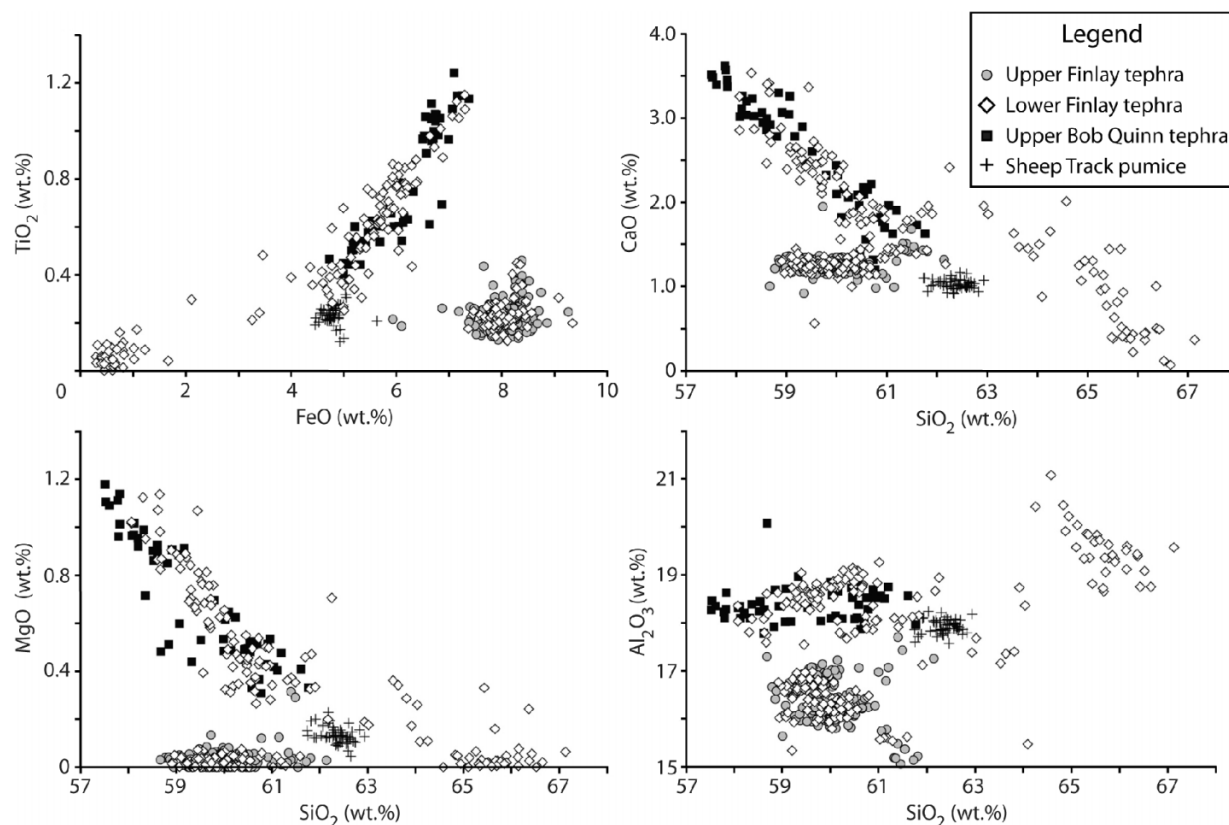 Legend
Upper Finlay tephra
Lower Finlay tephra
Upper Bob Quinn tephra
Sheep Track pumice
1.2
0.8
0.4
0
TiO2 (wt.%)
0 2 4 6 8 10
FeO (wt.%)
4.0
3.0
2.0
1.0
0
CaO (wt.%)
57 59 61 63 65 67
SiO2 (wt.%)
1.2
0.8
0.4
0
MgO (wt.%)
57 59 61 63 65 67
SiO2 (wt.%)
21
19
17
15
Al2O3 (wt.%)
57 59 61 63 65 67
SiO2 (wt.%)